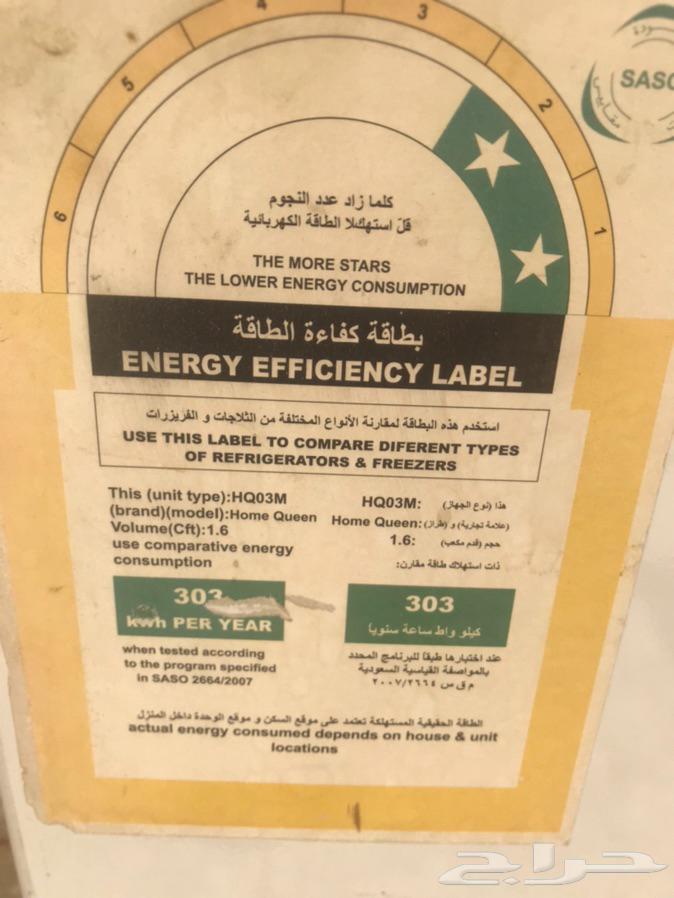 6
5
4
3
2
1
SASO
كلما زاد عدد النجوم
قل استهكلا الطاقة الكهربائية
THE MORE STARS
THE LOWER ENERGY CONSUMPTION
بطاقة كفاءة الطاقة
ENERGY EFFICIENCY LABEL
استخدم هذه البطاقة لمقارنة الأنواع المختلفة من الثلاجات و الفريزرات
USE THIS LABEL TO COMPARE DIFERENT TYPES
OF REFRIGERATORS & FREEZERS
This (unit type):HQ03M
(brand)(model):Home Queen
Volume(Cft):1.6
use comparative energy
consumption
هذا (نوع الجهاز) :HQ03M
(علامة تجارية) و (طراز) :Home Queen
حجم (قدم مكعب) :1.6
ذات استهلاك طاقة مقارن:
303
kwh PER YEAR
303
كيلو واط ساعة سنوياً
when tested according
to the program specified
in SASO 2664/2007
عند اختبارها طبقاً للبرنامج المحدد
بالمواصفة القياسية السعودية
م ق س ٢٠٠٧/٢٦٦٤
الطاقة الحقيقية المستهلكة تعتمد على موقع السكن و موقع الوحدة داخل المنزل
actual energy consumed depends on house & unit
locations
حراج